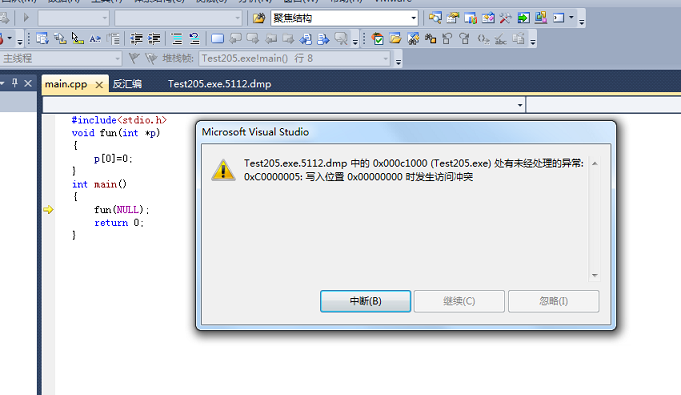 聚焦结构
主线程
堆栈帧: Test205.exe!main() 行 8
main.cpp 反汇编 Test205.exe.5112.dmp
#include<stdio.h>
void fun(int *p)
{
p[0]=0;
}
int main()
{
fun(NULL);
return 0;
}
Microsoft Visual Studio
Test205.exe.5112.dmp 中的 0x000c1000 (Test205.exe) 处有未经处理的异常:
0xC0000005: 写入位置 0x00000000 时发生访问冲突
中断(B) 继续(C) 忽略(I)